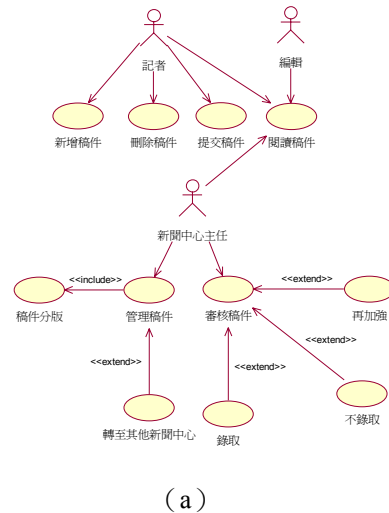 記者
編輯
新增稿件
刪除稿件
提交稿件
閱讀稿件
新聞中心主任
<<include>>
<<extend>>
稿件分版
管理稿件
審核稿件
再加強
<<extend>>
<<extend>>
<<extend>>
轉至其他新聞中心
錄取
不錄取
(a)